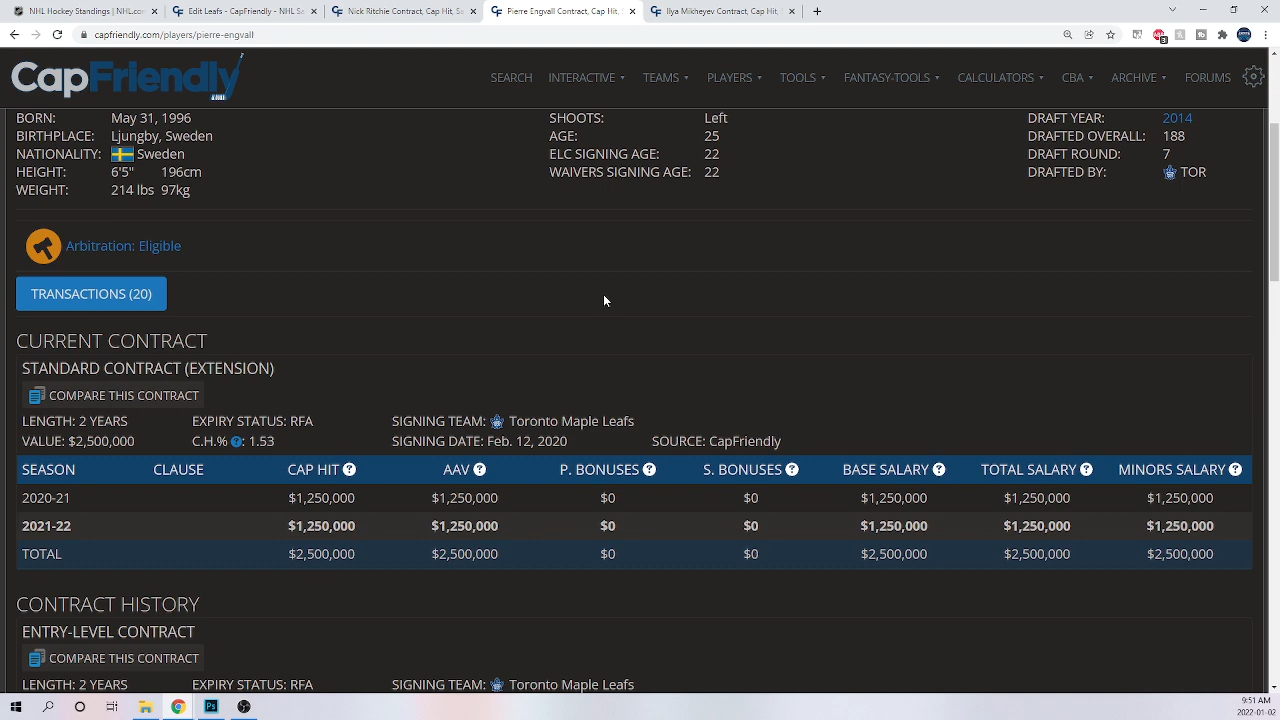 NHL Hockey Standings | NHL.com
Edit Leafs - CapFriendly - NHL Sa
Nick Ritchie Contract, Cap Hit, Sa
Pierre Engvall Contract, Cap Hit,
Ilya Mikheyev Contract, Cap Hit,
capfriendly.com/players/pierre-engvall
3
CapFriendly
SEARCH INTERACTIVE TEAMS PLAYERS TOOLS FANTASY-TOOLS CALCULATORS CBA ARCHIVE FORUMS
BORN: May 31, 1996 SHOOTS: Left DRAFT YEAR: 2014
BIRTHPLACE: Ljungby, Sweden AGE: 25 DRAFTED OVERALL: 188
NATIONALITY: Sweden ELC SIGNING AGE: 22 DRAFT ROUND: 7
HEIGHT: 6'5" 196cm WAIVERS SIGNING AGE: 22 DRAFTED BY: TOR
WEIGHT: 214 lbs 97kg
Arbitration: Eligible
TRANSACTIONS (20)
CURRENT CONTRACT
STANDARD CONTRACT (EXTENSION)
COMPARE THIS CONTRACT
LENGTH: 2 YEARS EXPIRY STATUS: RFA SIGNING TEAM: Toronto Maple Leafs
VALUE: $2,500,000 C.H.% ?: 1.53 SIGNING DATE: Feb. 12, 2020 SOURCE: CapFriendly
SEASON CLAUSE CAP HIT ? AAV ? P. BONUSES ? S. BONUSES ? BASE SALARY ? TOTAL SALARY ? MINORS SALARY ?
2020-21 $1,250,000 $1,250,000 $0 $0 $1,250,000 $1,250,000 $1,250,000
2021-22 $1,250,000 $1,250,000 $0 $0 $1,250,000 $1,250,000 $1,250,000
TOTAL $2,500,000 $2,500,000 $0 $0 $2,500,000 $2,500,000 $2,500,000
CONTRACT HISTORY
ENTRY-LEVEL CONTRACT
COMPARE THIS CONTRACT
LENGTH: 2 YEARS EXPIRY STATUS: RFA SIGNING TEAM: Toronto Maple Leafs
Ps
9:51 AM
2022-01-02